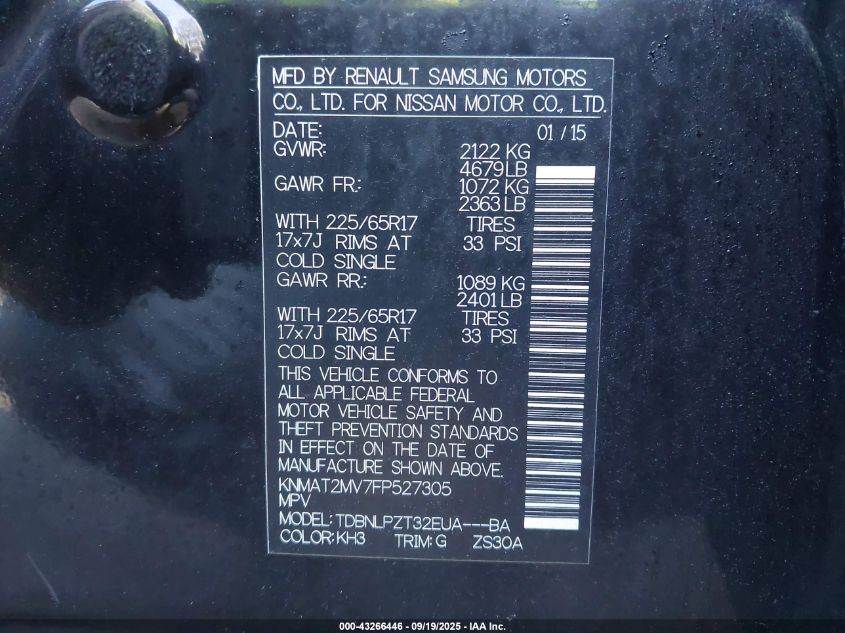 MFD BY RENAULT SAMSUNG MOTORS
CO., LTD. FOR NISSAN MOTOR CO., LTD.
DATE: 01 / 15
GVWR: 2122 KG
4679 LB
GAWR FR.: 1072 KG
2363 LB
WITH 225/65R17 TIRES
17x7J RIMS AT 33 PSI
COLD SINGLE
GAWR RR.: 1089 KG
2401 LB
WITH 225/65R17 TIRES
17x7J RIMS AT 33 PSI
COLD SINGLE
THIS VEHICLE CONFORMS TO
ALL APPLICABLE FEDERAL
MOTOR VEHICLE SAFETY AND
THEFT PREVENTION STANDARDS
IN EFFECT ON THE DATE OF
MANUFACTURE SHOWN ABOVE.
KNMAT2MV7FP527305
MPV
MODEL: TDBNLPZT32EUA---BA
COLOR: KH3 TRIM: G ZS30A
000-43266446 - 09/19/2025 - IAA Inc.